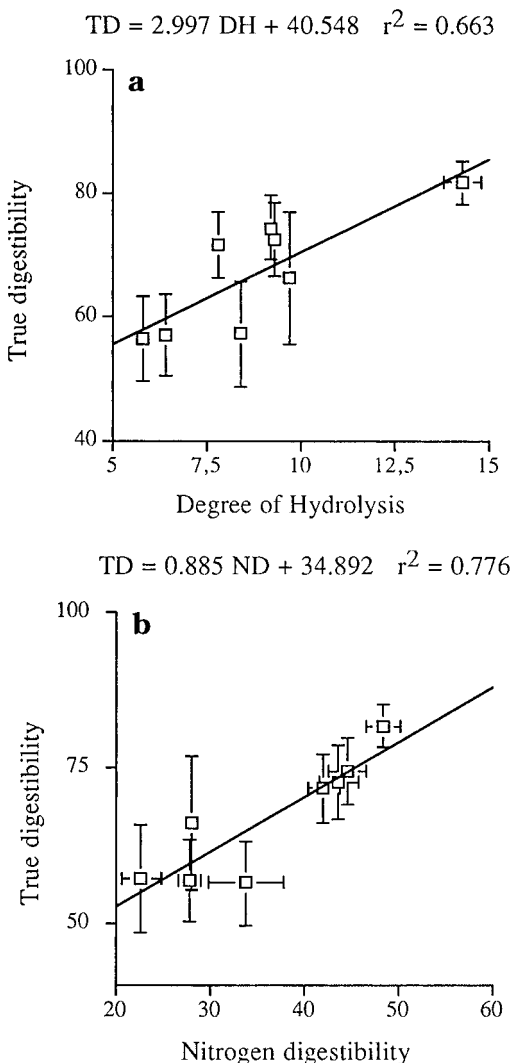 TD = 2.997 DH + 40.548 r2 = 0.663
a
100
80
60
40
True digestibility
5 7,5 10 12,5 15
Degree of Hydrolysis
TD = 0.885 ND + 34.892 r2 = 0.776
b
100
75
50
True digestibility
20 30 40 50 60
Nitrogen digestibility